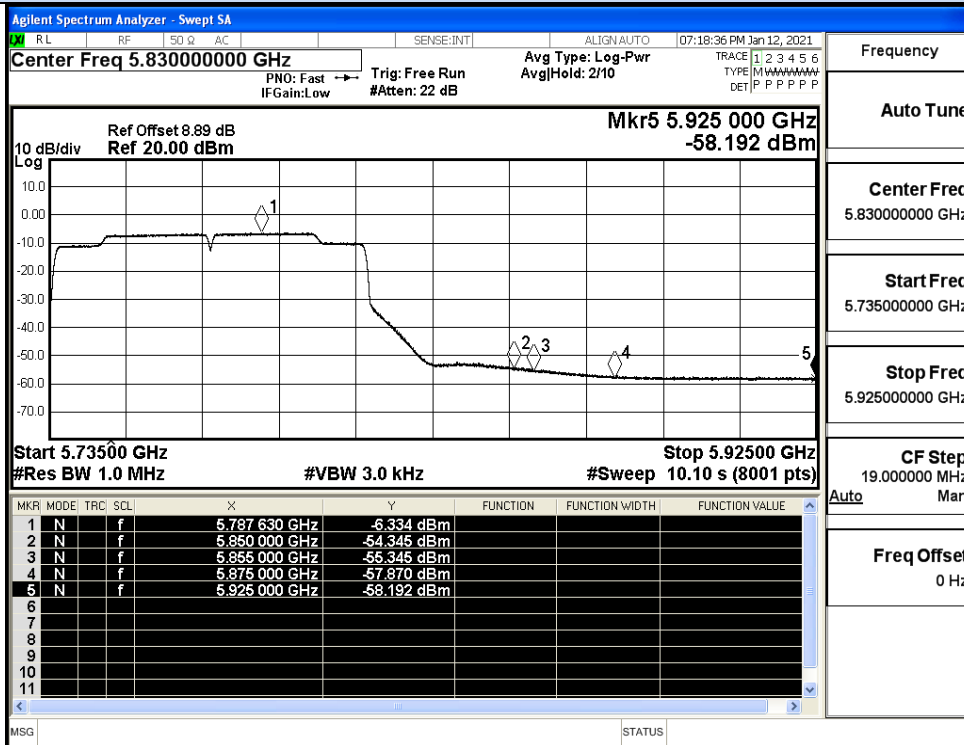 Agilent Spectrum Analyzer - Swept SA
LXI RL RF 50 Ω AC SENSE:INT ALIGN AUTO 07:18:36 PM Jan 12, 2021
Center Freq 5.830000000 GHz
PNO: Fast
IFGain:Low
Trig: Free Run
#Atten: 22 dB
Avg Type: Log-Pwr
Avg|Hold: 2/10
TRACE 1 2 3 4 5 6
TYPE M WWWWW
DET P P P P P P
Mkr5 5.925 000 GHz
-58.192 dBm
Ref Offset 8.89 dB
10 dB/div Ref 20.00 dBm
Log
10.0
0.00
-10.0
-20.0
-30.0
-40.0
-50.0
-60.0
-70.0
1
2
3
4
5
Start 5.73500 GHz Stop 5.92500 GHz
#Res BW 1.0 MHz #VBW 3.0 kHz #Sweep 10.10 s (8001 pts)
MKR MODE TRC SCL X Y FUNCTION FUNCTION WIDTH FUNCTION VALUE
1 N f 5.787 630 GHz -6.334 dBm
2 N f 5.850 000 GHz -54.345 dBm
3 N f 5.855 000 GHz -55.345 dBm
4 N f 5.875 000 GHz -57.870 dBm
5 N f 5.925 000 GHz -58.192 dBm
6
7
8
9
10
11
MSG STATUS
Frequency
Auto Tune
Center Freq
5.830000000 GHz
Start Freq
5.735000000 GHz
Stop Freq
5.925000000 GHz
CF Step
19.000000 MHz
Auto Man
Freq Offset
0 Hz